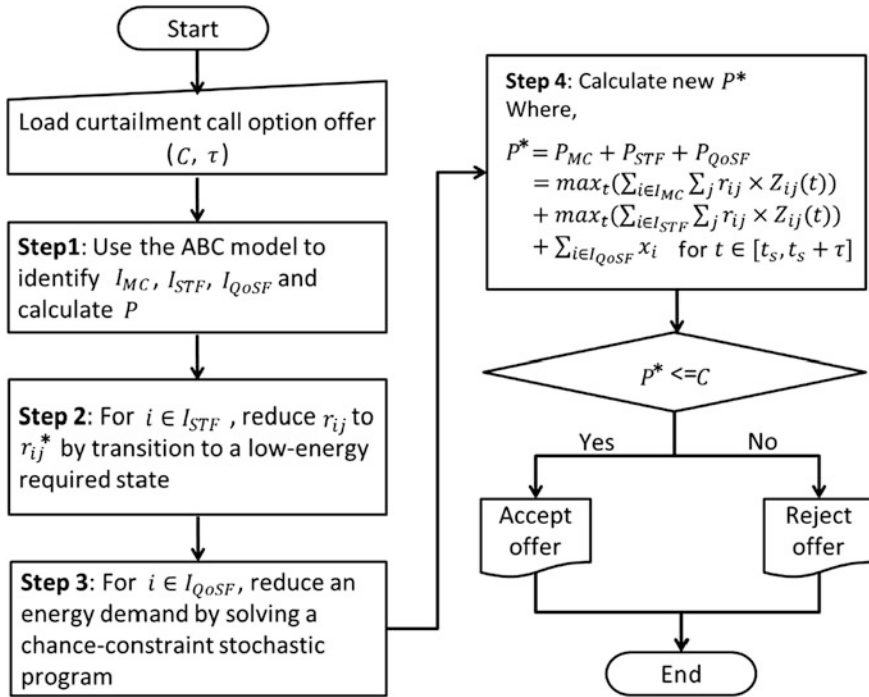 Start
Load curtailment call option offer
(C, τ)
Step1: Use the ABC model to
identify I_MC, I_STF, I_QoSF and
calculate P
Step 2: For i ∈ I_STF , reduce r_ij to
r_ij* by transition to a low-energy
required state
Step 3: For i ∈ I_QoSF, reduce an
energy demand by solving a
chance-constraint stochastic
program
Step 4: Calculate new P*
Where,
P* = P_MC + P_STF + P_QoSF
= max_t(∑_{i∈I_MC} ∑_j r_ij × Z_ij(t))
+ max_t(∑_{i∈I_STF} ∑_j r_ij × Z_ij(t))
+ ∑_{i∈I_QoSF} x_i for t ∈ [t_s, t_s + τ]
P* <=C
Yes No
Accept
offer
Reject
offer
End